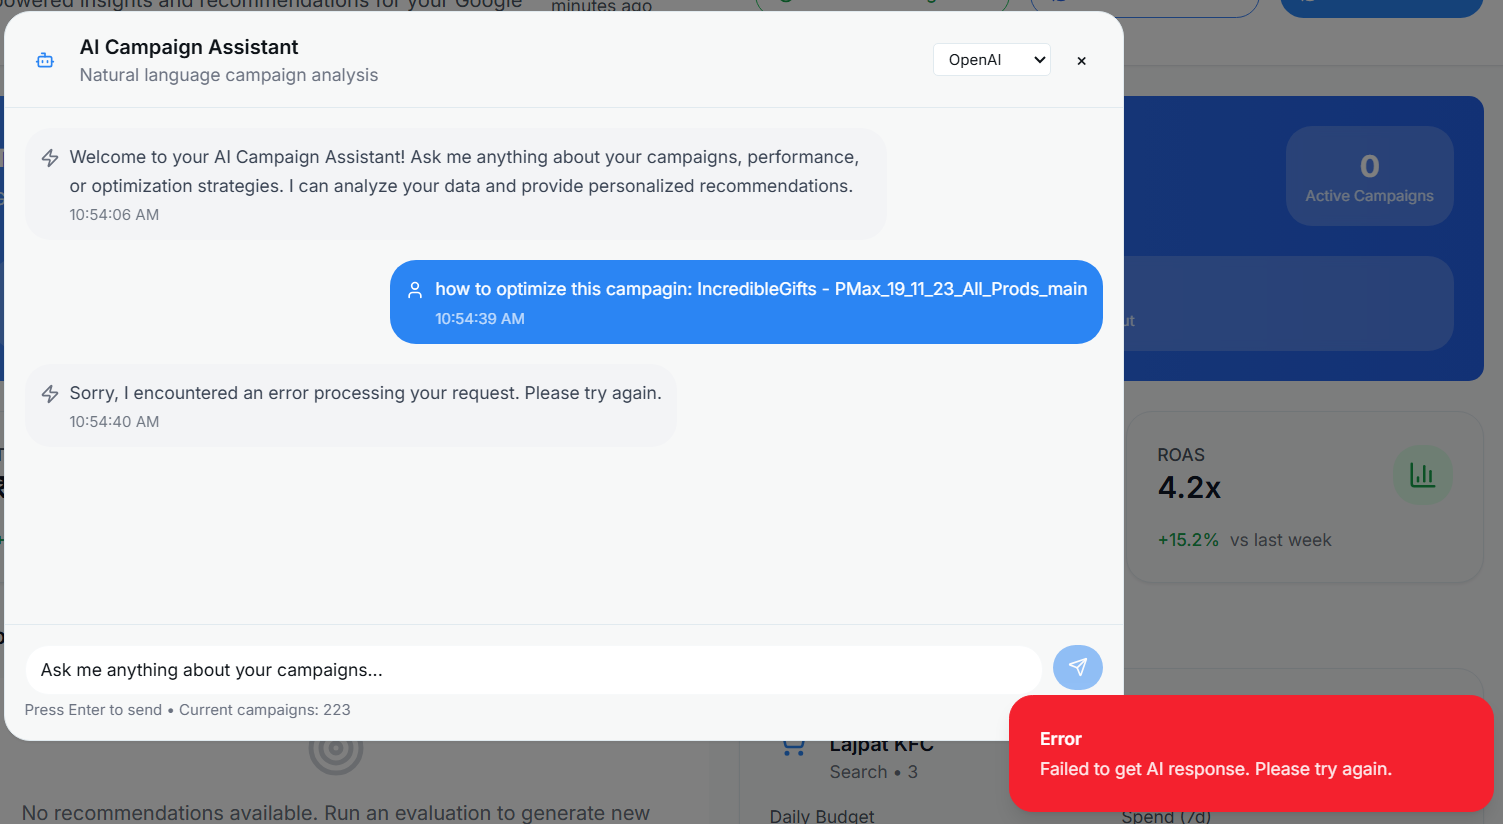 powered insights and recommendations for your Google
minutes ago
AI Campaign Assistant
Natural language campaign analysis
OpenAI
×
Welcome to your AI Campaign Assistant! Ask me anything about your campaigns, performance,
or optimization strategies. I can analyze your data and provide personalized recommendations.
10:54:06 AM
how to optimize this campagin: IncredibleGifts - PMax_19_11_23_All_Prods_main
10:54:39 AM
Sorry, I encountered an error processing your request. Please try again.
10:54:40 AM
Ask me anything about your campaigns...
Press Enter to send • Current campaigns: 223
0
Active Campaigns
ROAS
4.2x
+15.2% vs last week
Error
Failed to get AI response. Please try again.
Lajpat KFC
Search • 3
No recommendations available. Run an evaluation to generate new
Daily Budget
Spend (7d)